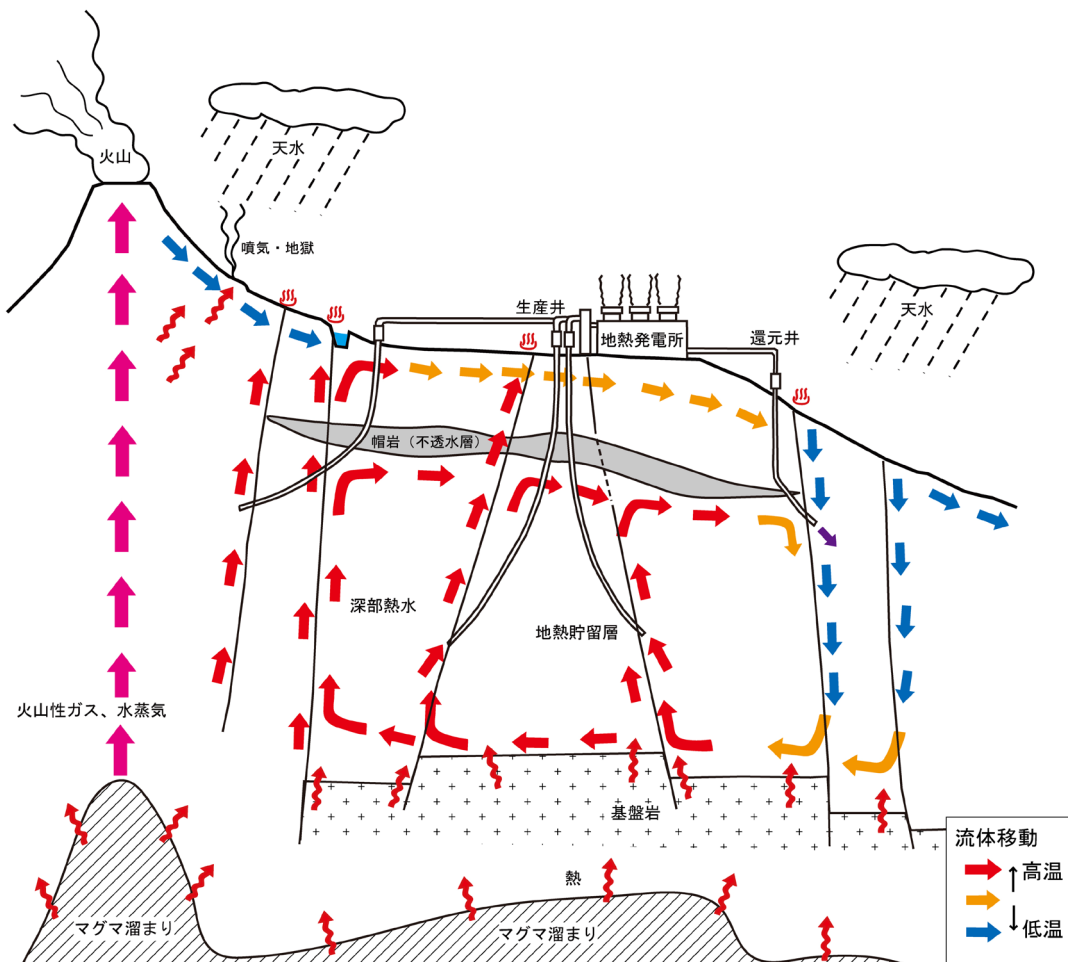 火山
天水
噴気・地獄
生産井
地熱発電所
還元井
天水
帽岩（不透水層）
深部熱水
地熱貯留層
火山性ガス、水蒸気
基盤岩
熱
マグマ溜まり
マグマ溜まり
流体移動
高温
低温